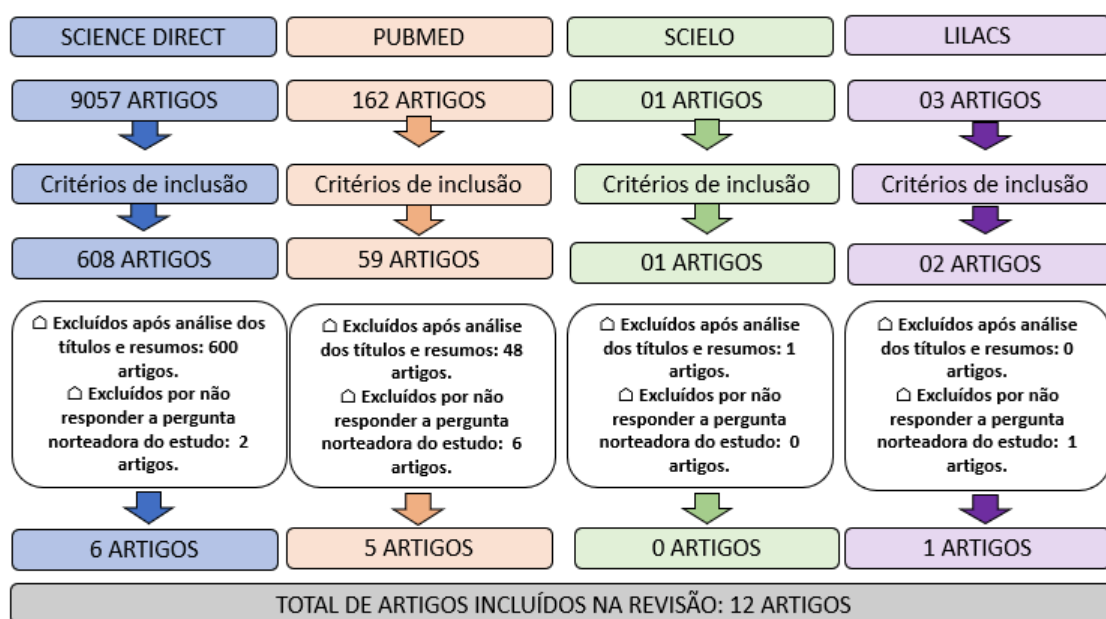 SCIENCE DIRECT
PUBMED
SCIELO
LILACS
9057 ARTIGOS
162 ARTIGOS
01 ARTIGOS
03 ARTIGOS
Critérios de inclusão
Critérios de inclusão
Critérios de inclusão
Critérios de inclusão
608 ARTIGOS
59 ARTIGOS
01 ARTIGOS
02 ARTIGOS
Excluídos após análise dos
títulos e resumos: 600
artigos.
Excluídos por não
responder a pergunta
norteadora do estudo: 2
artigos.
Excluídos após análise
dos títulos e resumos: 48
artigos.
Excluídos por não
responder a pergunta
norteadora do estudo: 6
artigos.
Excluídos após análise
dos títulos e resumos: 1
artigos.
Excluídos por não
responder a pergunta
norteadora do estudo: 0
artigos.
Excluídos após análise
dos títulos e resumos: 0
artigos.
Excluídos por não
responder a pergunta
norteadora do estudo: 1
artigos.
6 ARTIGOS
5 ARTIGOS
0 ARTIGOS
1 ARTIGOS
TOTAL DE ARTIGOS INCLUÍDOS NA REVISÃO: 12 ARTIGOS